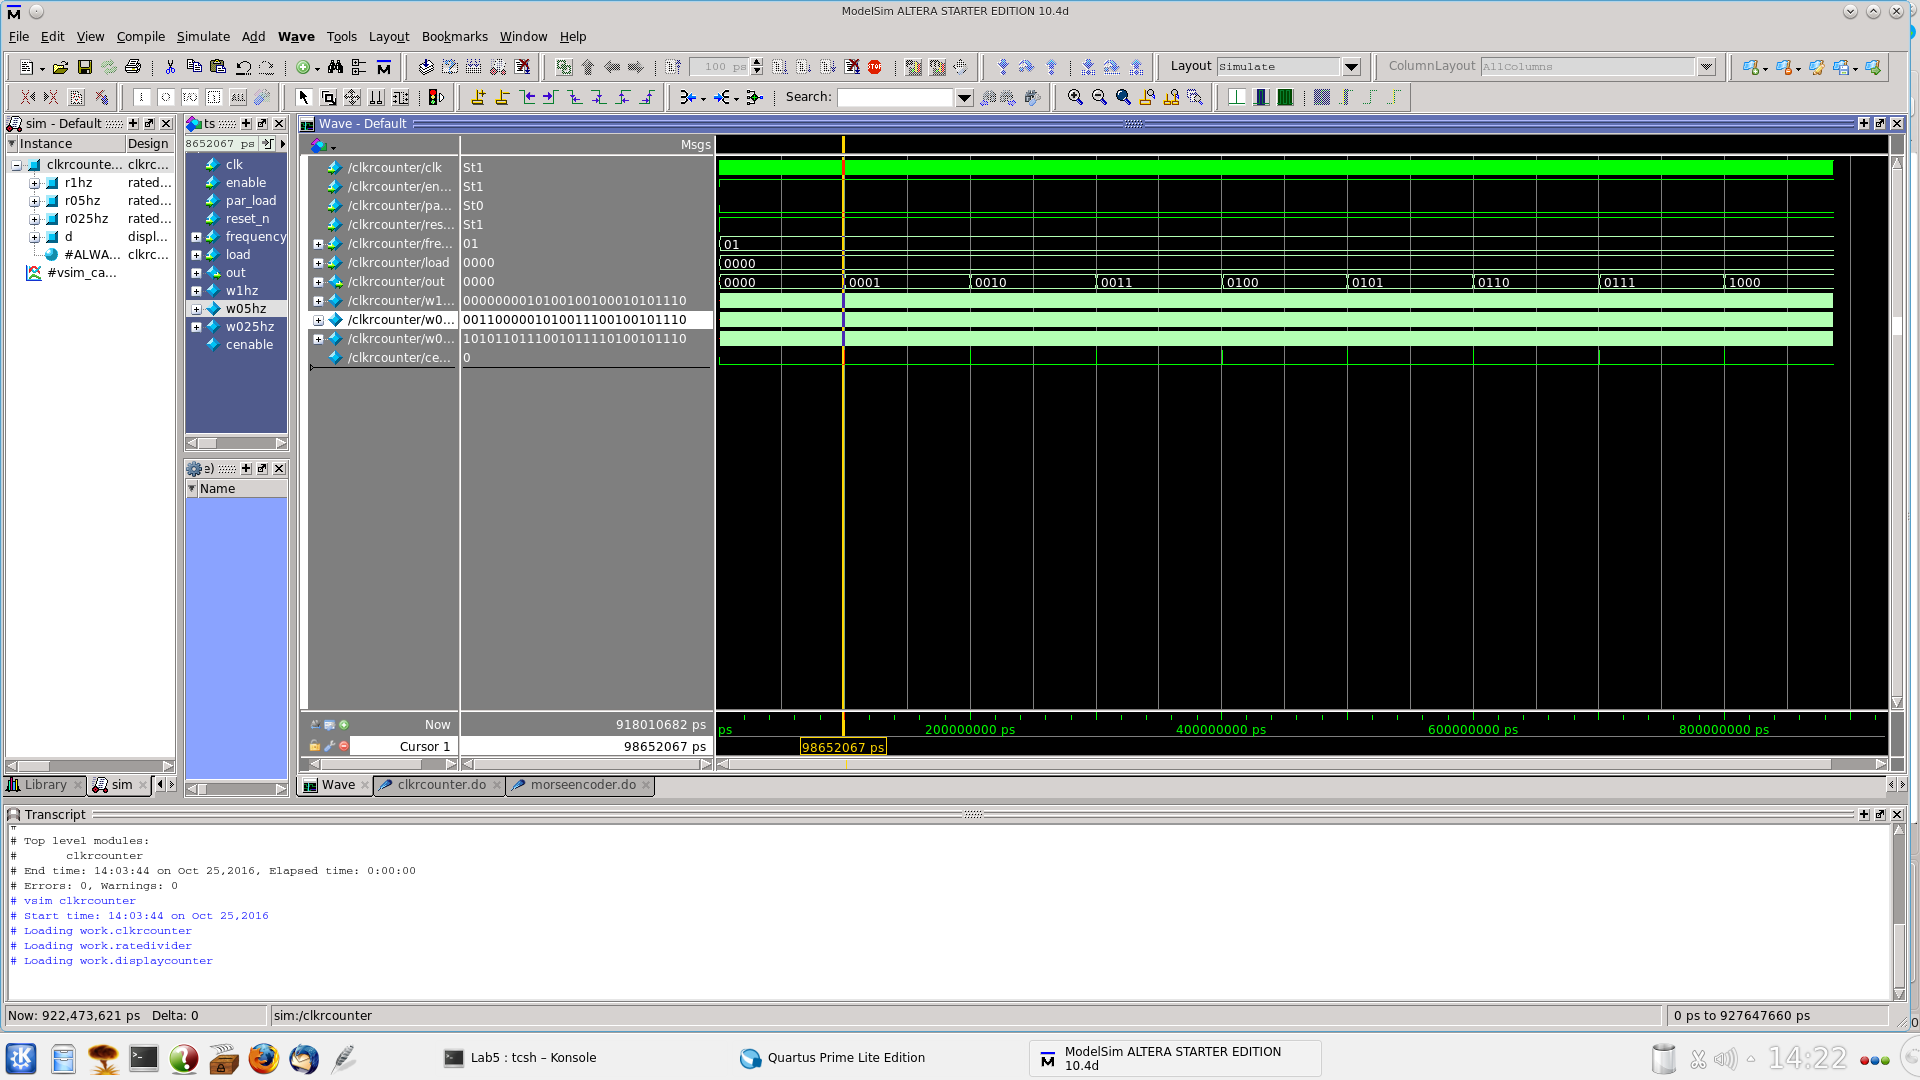 ModelSim ALTERA STARTER EDITION 10.4d
File Edit View Compile Simulate Add Wave Tools Layout Bookmarks Window Help
100 ps
Layout Simulate
ColumnLayout AllColumns
Search:
sim - Default
Instance Design
clkrcounte... clkrc...
r1hz rated...
r05hz rated...
r025hz rated...
d displ...
#ALWA... clkrc...
#vsim_ca...
Library
sim
ts
8652067 ps
clk
enable
par_load
reset_n
frequency
load
out
w1hz
w05hz
w025hz
cenable
Name
Wave - Default
Msgs
/clkrcounter/clk St1
/clkrcounter/en... St1
/clkrcounter/pa... St0
/clkrcounter/res... St1
/clkrcounter/fre... 01 01
/clkrcounter/load 0000 0000
/clkrcounter/out 0000 0000 0001 0010 0011 0100 0101 0110 0111 1000
/clkrcounter/w1... 0000000010100100100010101110
/clkrcounter/w0... 0011000001010011100100101110
/clkrcounter/w0... 1010110111001011110100101110
/clkrcounter/ce... 0
Now 918010682 ps
ps 200000000 ps 400000000 ps 600000000 ps 800000000 ps
Cursor 1 98652067 ps
98652067 ps
Wave clkrcounter.do morseencoder.do
Transcript
# Top level modules:
# clkrcounter
# End time: 14:03:44 on Oct 25,2016, Elapsed time: 0:00:00
# Errors: 0, Warnings: 0
# vsim clkrcounter
# Start time: 14:03:44 on Oct 25,2016
# Loading work.clkrcounter
# Loading work.ratedivider
# Loading work.displaycounter
Now: 922,473,621 ps Delta: 0 sim:/clkrcounter 0 ps to 927647660 ps
Lab5 : tcsh – Konsole
Quartus Prime Lite Edition
ModelSim ALTERA STARTER EDITION
10.4d
14:22